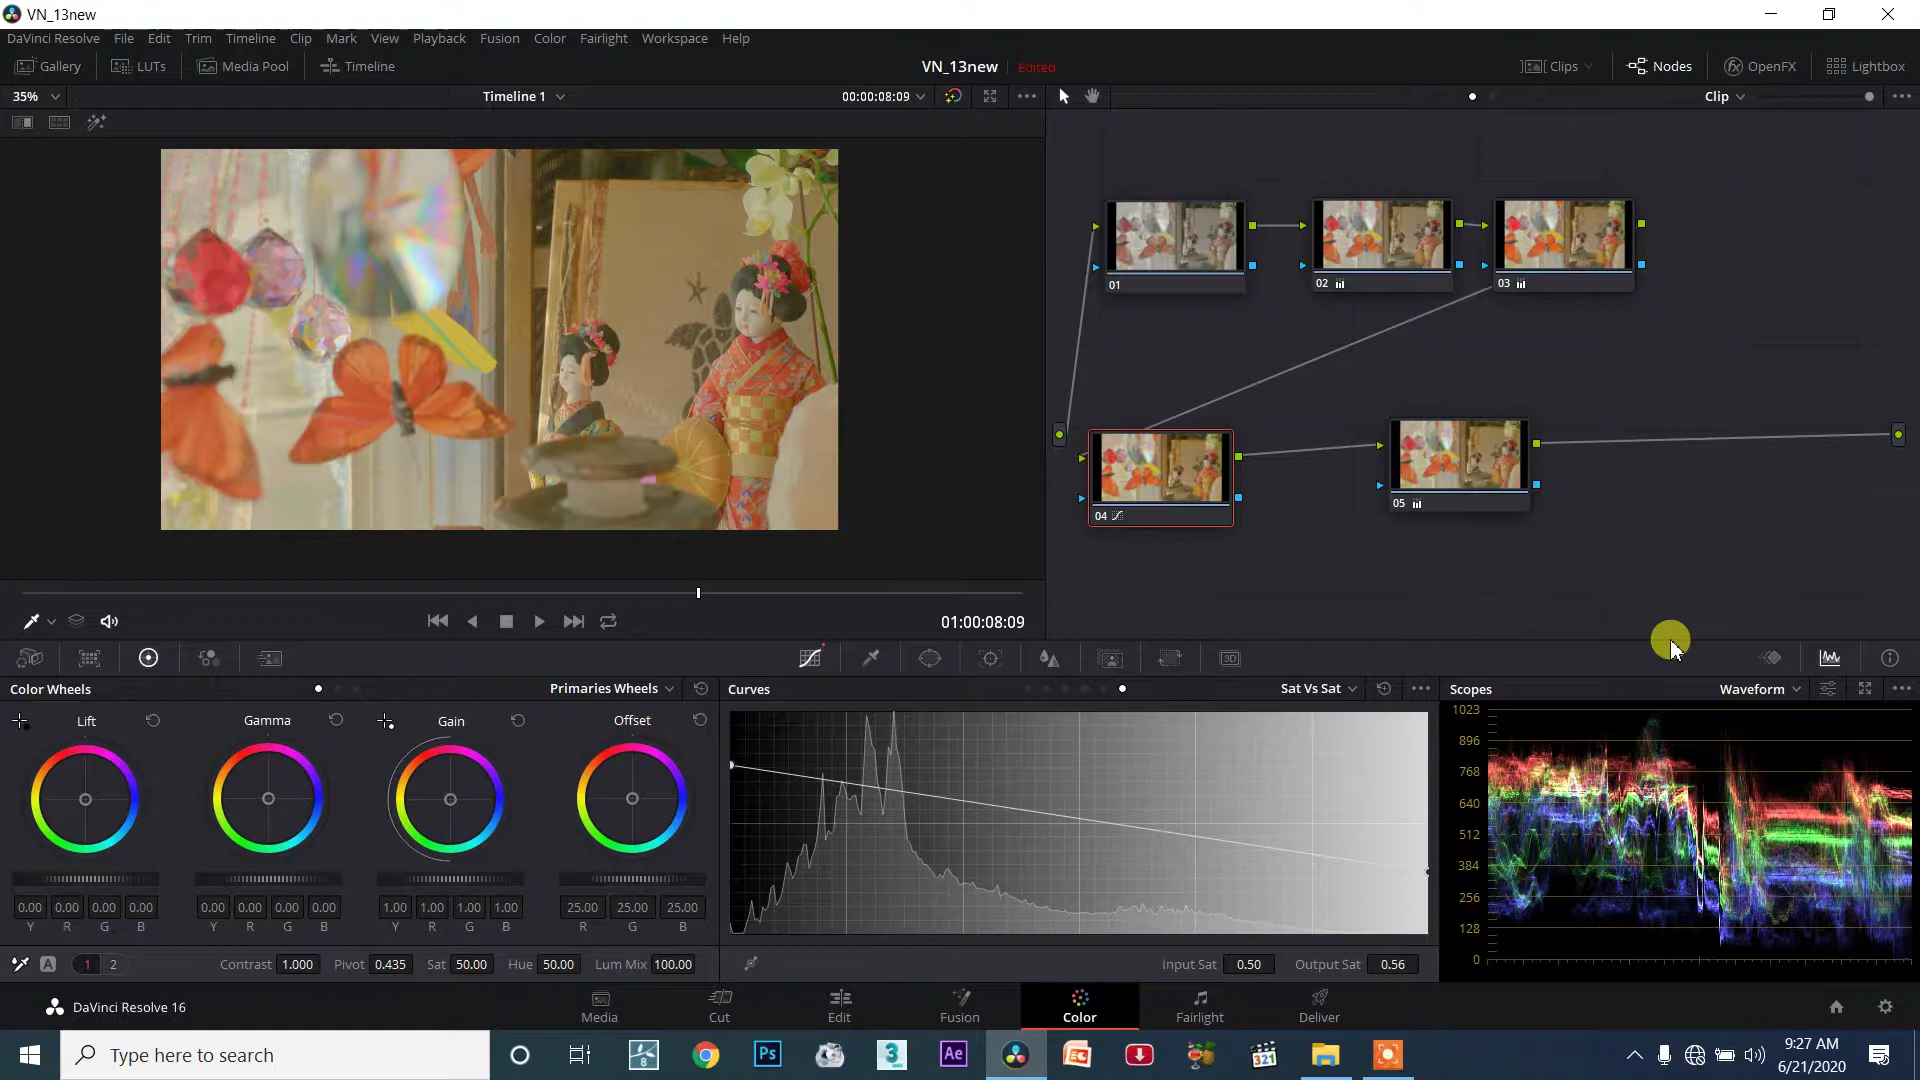 VN_13new
DaVinci Resolve File Edit Trim Timeline Clip Mark View Playback Fusion Color Fairlight Workspace Help
Gallery LUTs Media Pool Timeline VN_13new Edited Clips Nodes OpenFX Lightbox
35% Timeline 1 00:00:08:09 Clip
01 02 03
04 05
01:00:08:09
3D
Color Wheels Primaries Wheels Curves Sat Vs Sat Scopes Waveform
Lift Gamma Gain Offset
1023
896
768
640
512
384
256
128
0
0.00 0.00 0.00 0.00 0.00 0.00 0.00 0.00 1.00 1.00 1.00 1.00 25.00 25.00 25.00
Y R G B Y R G B Y R G B R G B
A 1 2 Contrast 1.000 Pivot 0.435 Sat 50.00 Hue 50.00 Lum Mix 100.00 Input Sat 0.50 Output Sat 0.56
DaVinci Resolve 16 Media Cut Edit Fusion Color Fairlight Deliver
Type here to search 8 Ps 3 Ae 321 9:27 AM
6/21/2020